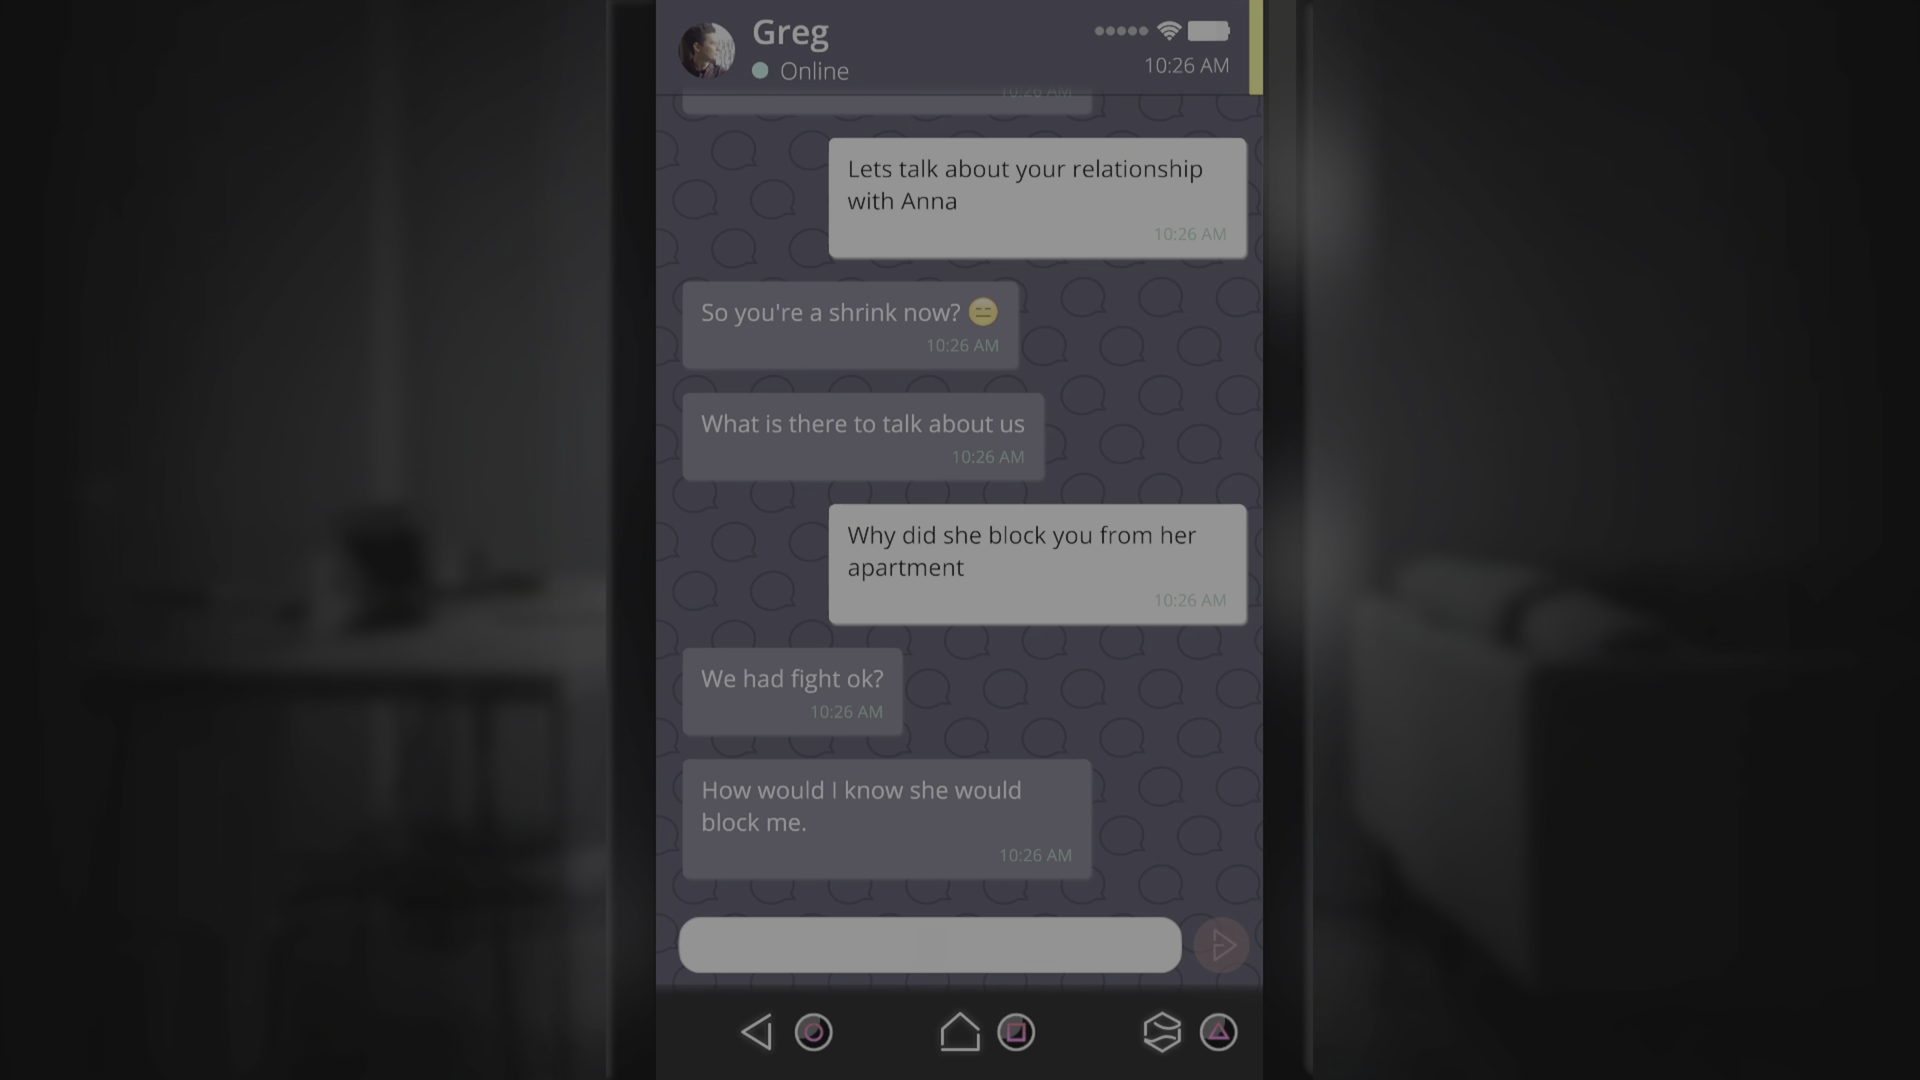 Greg
Online
10:26 AM
10:26 AM
Lets talk about your relationship
with Anna
10:26 AM
So you're a shrink now? 😑
10:26 AM
What is there to talk about us
10:26 AM
Why did she block you from her
apartment
10:26 AM
We had fight ok?
10:26 AM
How would I know she would
block me.
10:26 AM